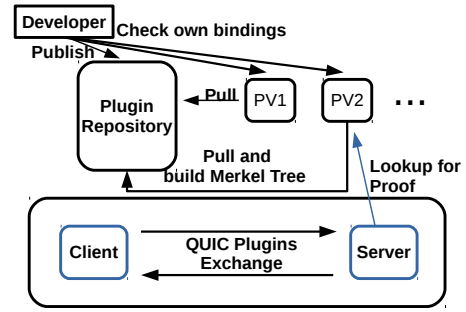 Developer
Check own bindings
Publish
Plugin
Repository
Pull
PV1
PV2
...
Pull and
build Merkel Tree
Lookup for
Proof
Client
QUIC Plugins
Exchange
Server